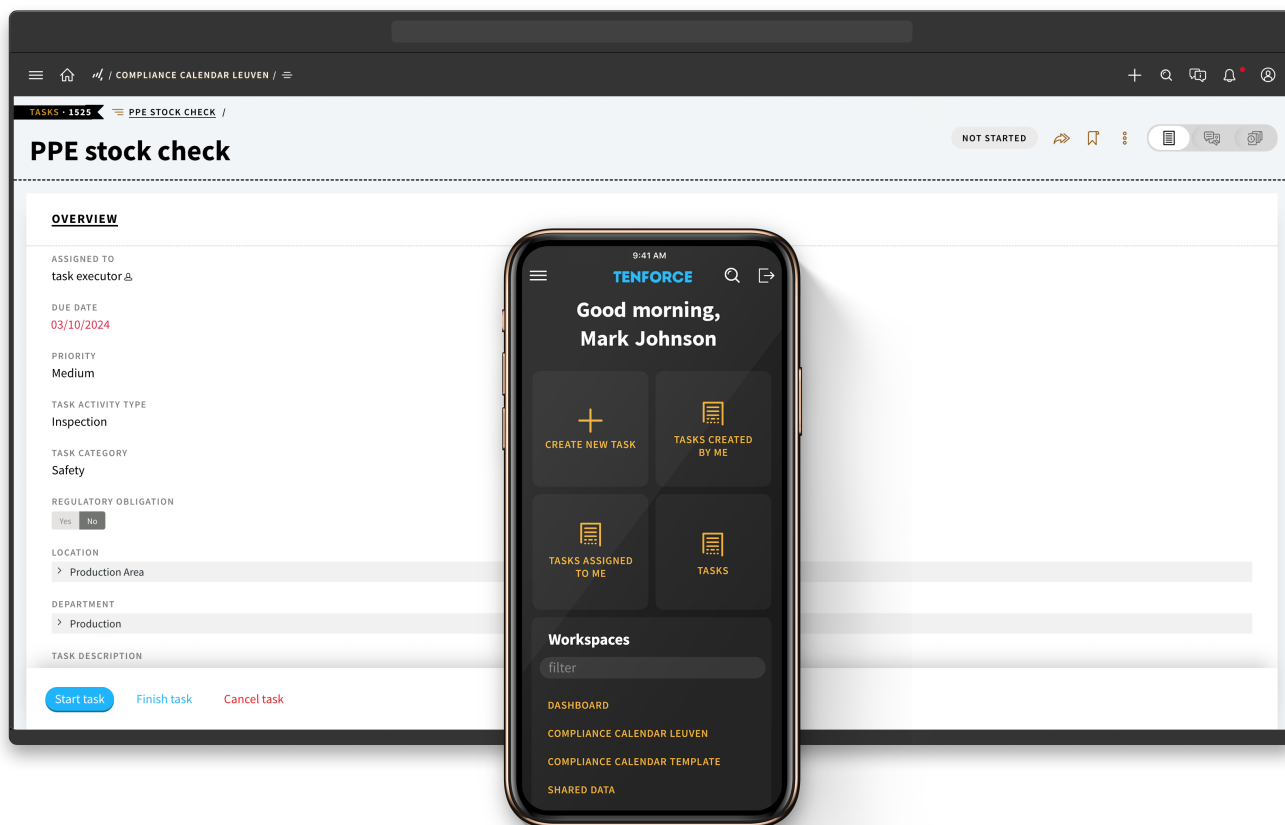 / COMPLIANCE CALENDAR LEUVEN /
TASKS · 1525
PPE STOCK CHECK /
PPE stock check
NOT STARTED
OVERVIEW
ASSIGNED TO
task executor
DUE DATE
03/10/2024
PRIORITY
Medium
TASK ACTIVITY TYPE
Inspection
TASK CATEGORY
Safety
REGULATORY OBLIGATION
Yes No
LOCATION
Production Area
DEPARTMENT
Production
TASK DESCRIPTION
Start task
Finish task
Cancel task
9:41 AM
TENFORCE
Good morning,
Mark Johnson
CREATE NEW TASK
TASKS CREATED
BY ME
TASKS ASSIGNED
TO ME
TASKS
Workspaces
filter
DASHBOARD
COMPLIANCE CALENDAR LEUVEN
COMPLIANCE CALENDAR TEMPLATE
SHARED DATA